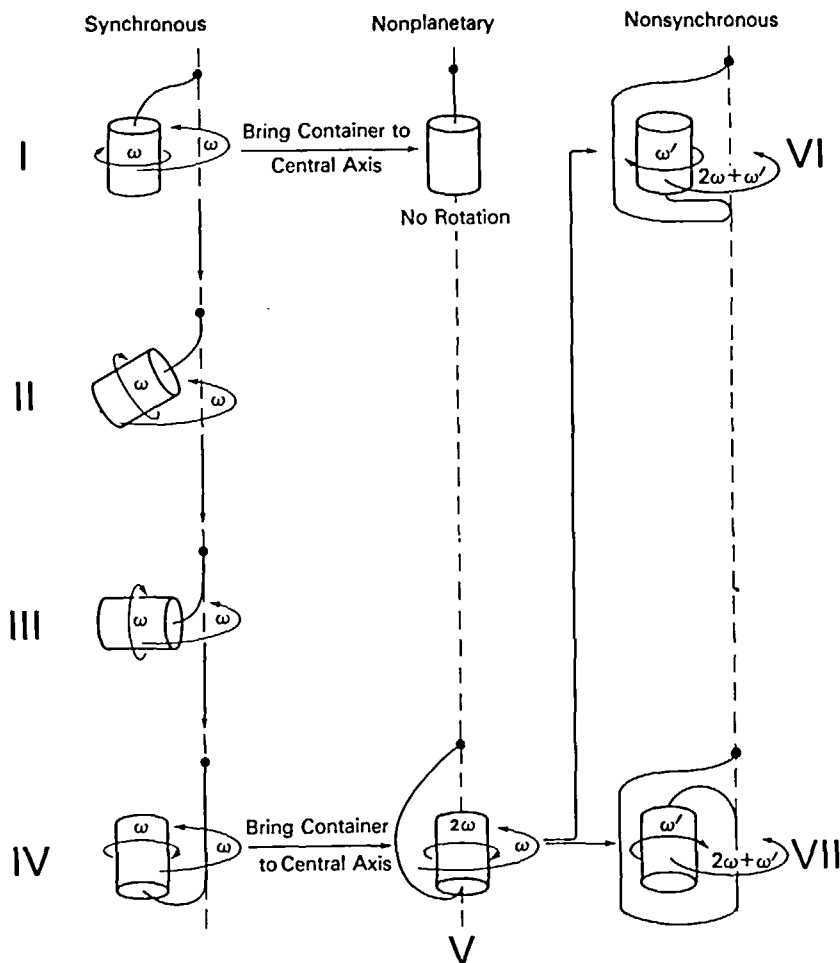 Synchronous
Nonplanetary
Nonsynchronous
I
ω
ω
Bring Container to
Central Axis
No Rotation
ω′
2ω+ω′
VI
II
ω
ω
III
ω
ω
IV
ω
ω
Bring Container
to Central Axis
2ω
ω
V
ω′
2ω+ω′
VII